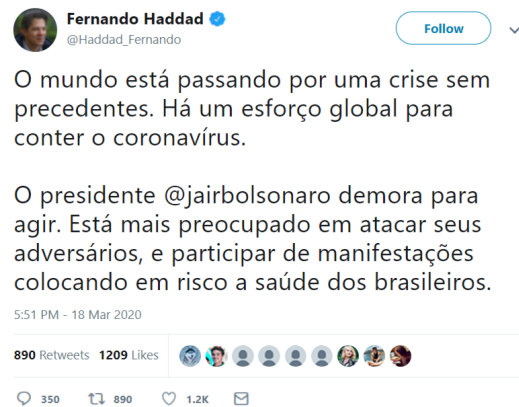 Fernando Haddad
@Haddad_Fernando
Follow
O mundo está passando por uma crise sem
precedentes. Há um esforço global para
conter o coronavírus.
O presidente @jairbolsonaro demora para
agir. Está mais preocupado em atacar seus
adversários, e participar de manifestações
colocando em risco a saúde dos brasileiros.
5:51 PM - 18 Mar 2020
890 Retweets 1209 Likes
350 890 1.2K